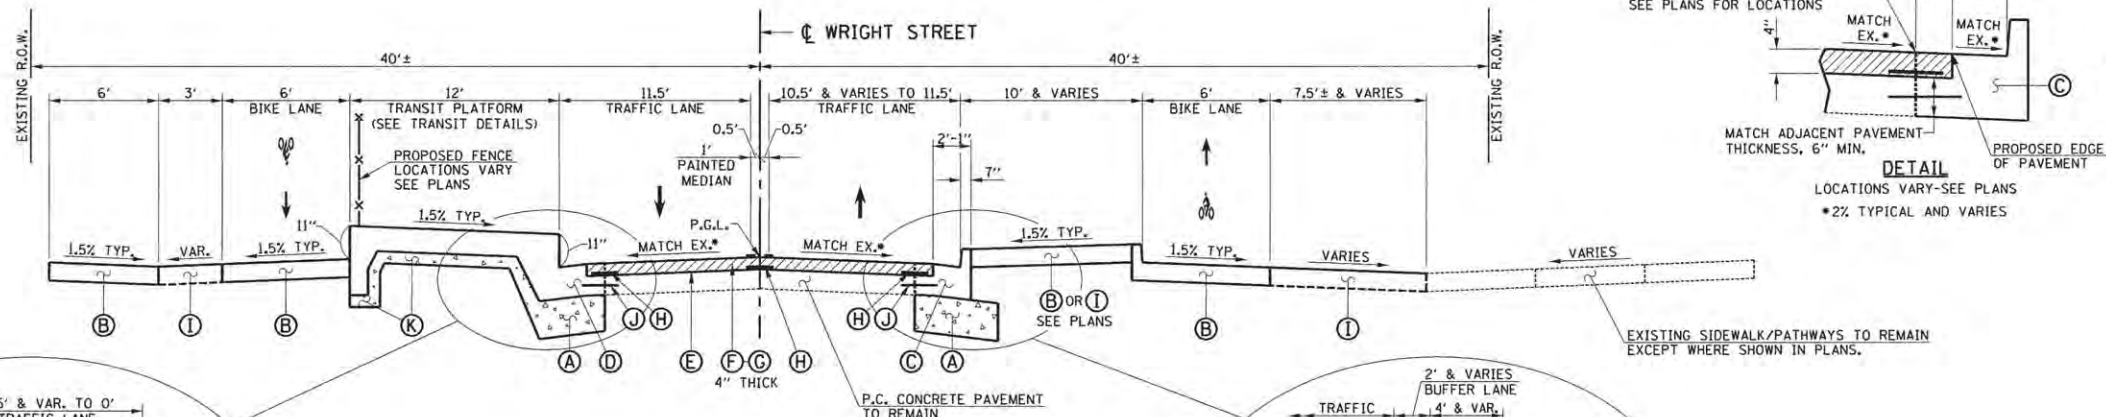 SEE PLANS FOR LOCATIONS
MATCH
EX.*
MATCH
EX.*
4"
Ⓒ
MATCH ADJACENT PAVEMENT
THICKNESS, 6" MIN.
PROPOSED EDGE
OF PAVEMENT
DETAIL
LOCATIONS VARY-SEE PLANS
*2% TYPICAL AND VARIES
EXISTING R.O.W.
℄ WRIGHT STREET
EXISTING R.O.W.
40'±
40'±
6'
3'
6'
BIKE LANE
12'
TRANSIT PLATFORM
(SEE TRANSIT DETAILS)
11.5'
TRAFFIC LANE
10.5' & VARIES TO 11.5'
TRAFFIC LANE
10' & VARIES
6'
BIKE LANE
7.5'± & VARIES
0.5'
0.5'
1'
PAINTED
MEDIAN
2'-1"
7"
PROPOSED FENCE
LOCATIONS VARY
SEE PLANS
P.G.L.
11"
11"
1.5% TYP.
VAR.
1.5% TYP.
1.5% TYP.
MATCH EX.*
MATCH EX.*
1.5% TYP.
1.5% TYP.
VARIES
VARIES
Ⓑ
Ⓘ
Ⓑ
Ⓚ
Ⓙ
Ⓗ
Ⓗ
Ⓙ
Ⓑ OR Ⓘ
SEE PLANS
Ⓑ
Ⓘ
Ⓐ
Ⓓ
Ⓔ
Ⓕ-Ⓖ
4" THICK
Ⓗ
Ⓒ
Ⓐ
EXISTING SIDEWALK/PATHWAYS TO REMAIN
EXCEPT WHERE SHOWN IN PLANS.
P.C. CONCRETE PAVEMENT
TO REMAIN
5' & VAR. TO 0'
TRAFFIC LANE
2' & VARIES
BUFFER LANE
TRAFFIC
4' & VAR.